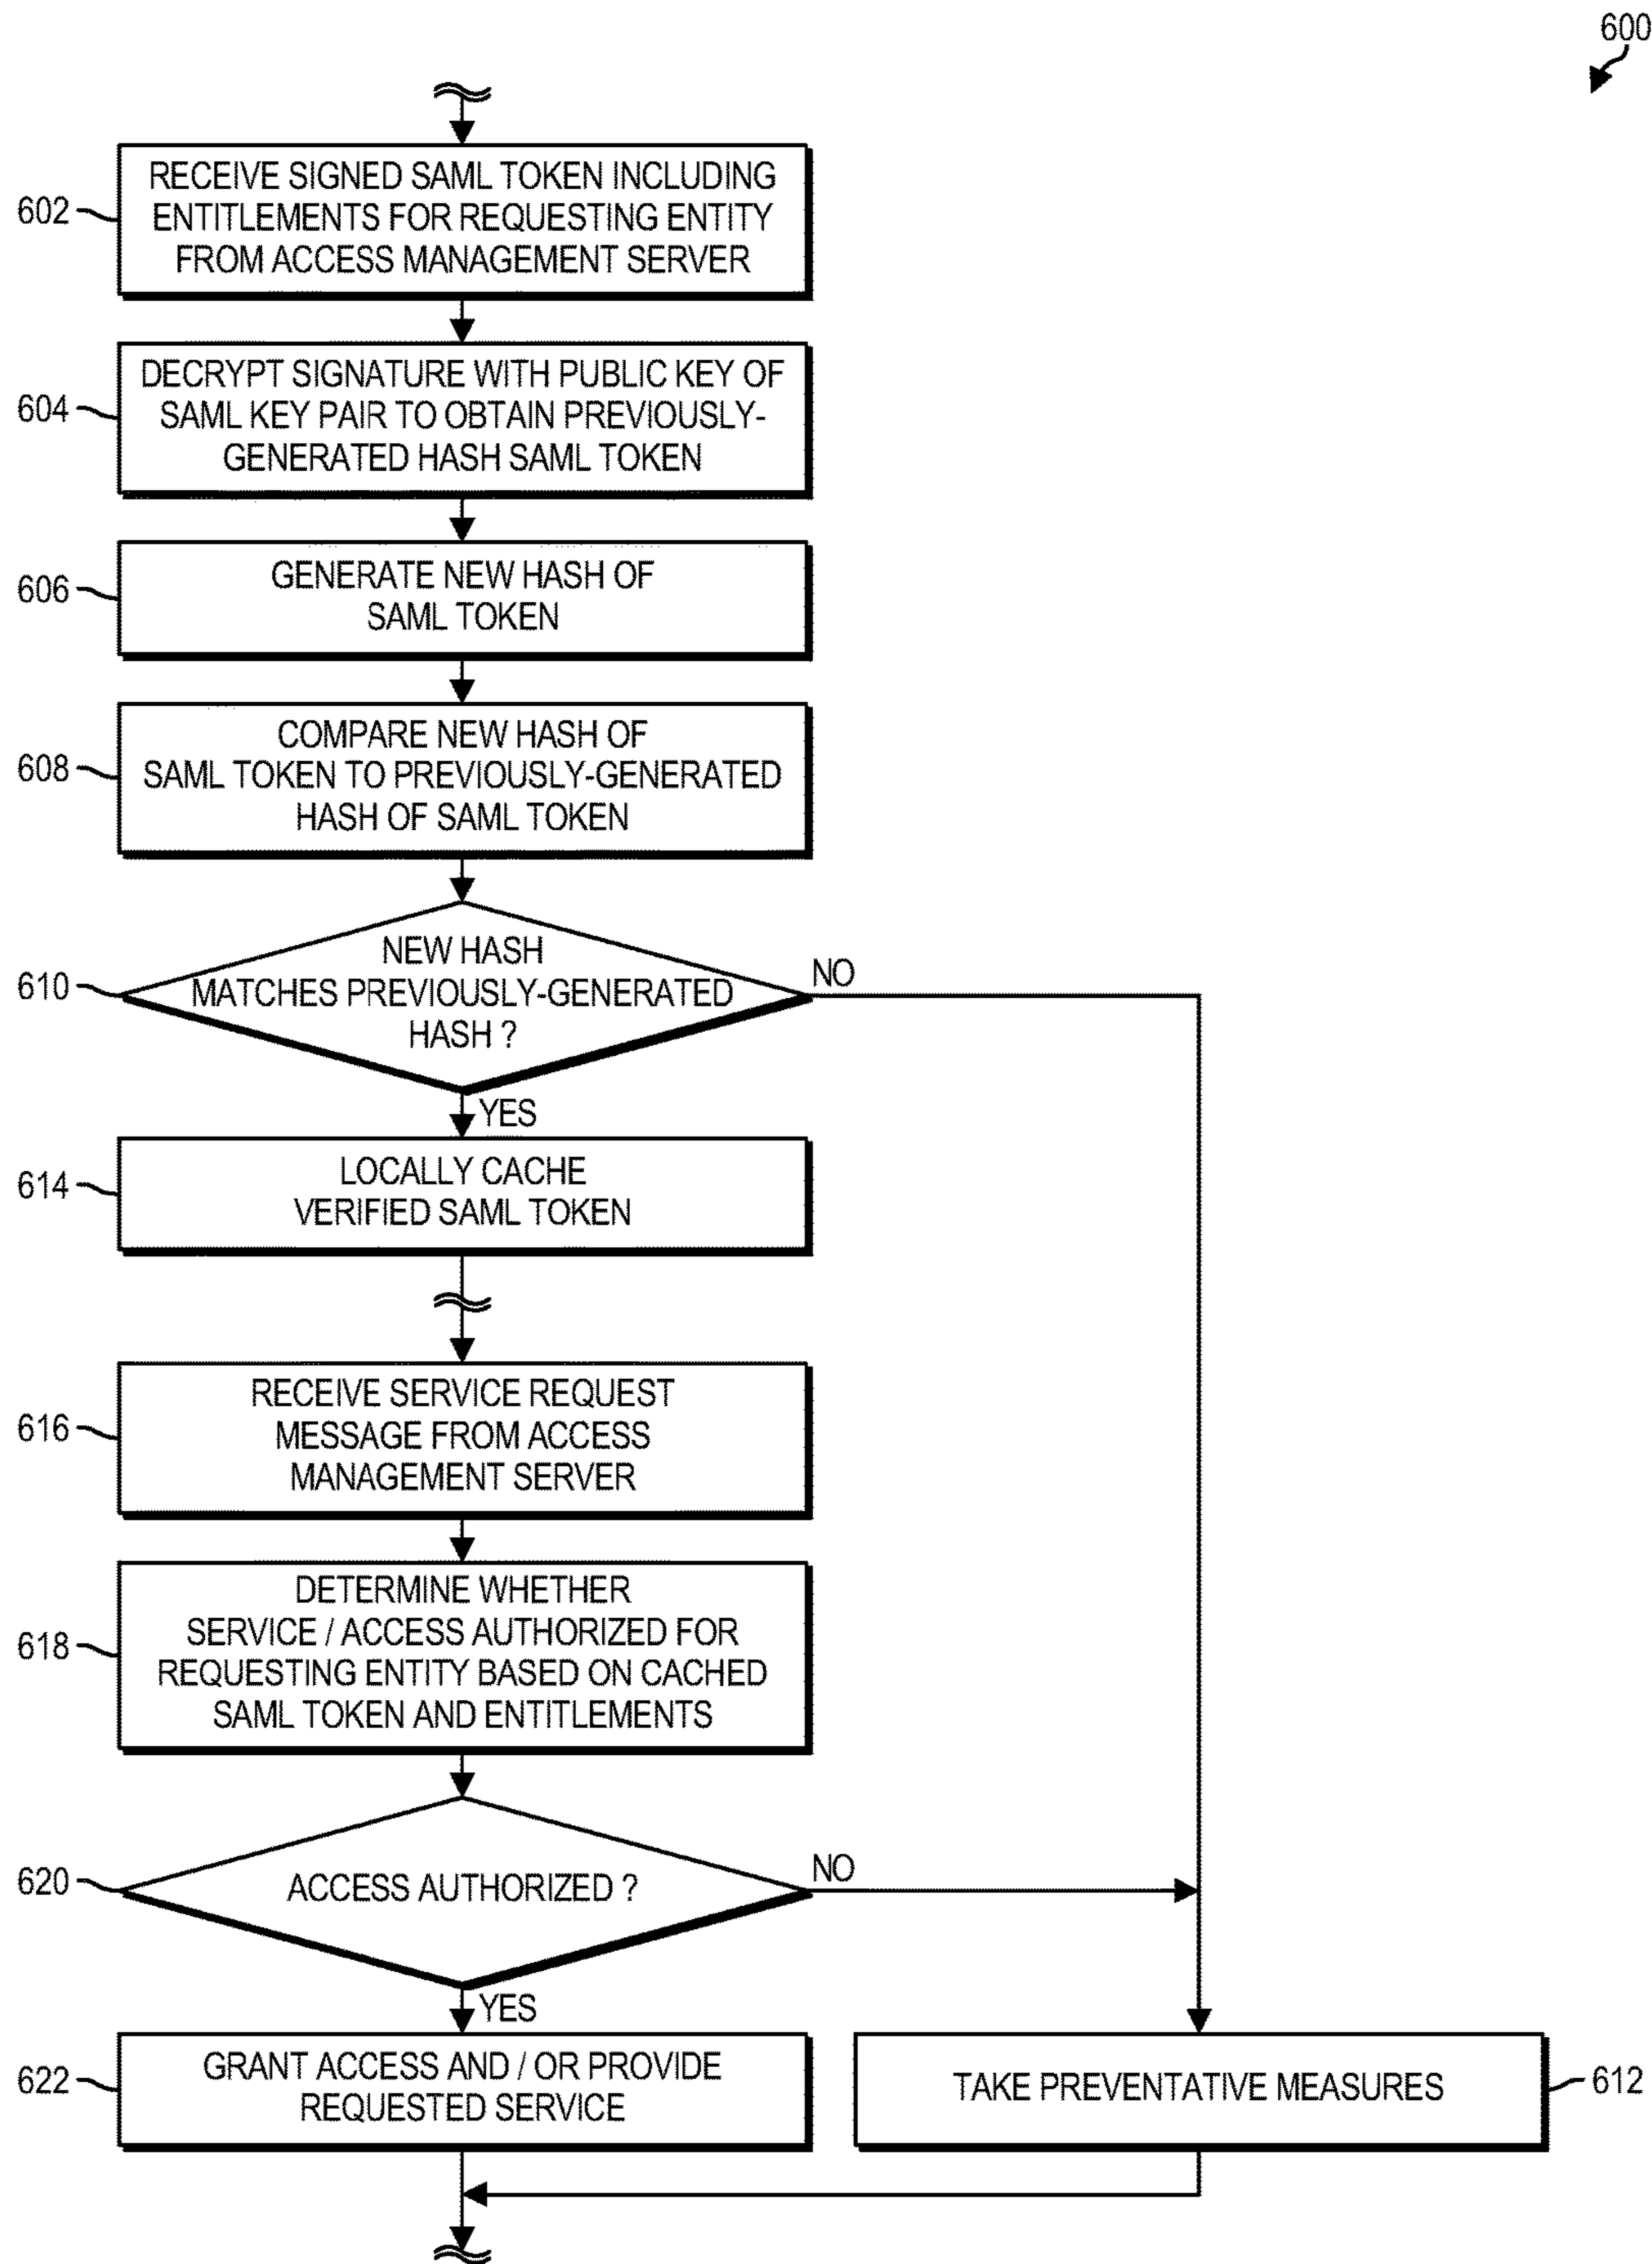 600
602
RECEIVE SIGNED SAML TOKEN INCLUDING
ENTITLEMENTS FOR REQUESTING ENTITY
FROM ACCESS MANAGEMENT SERVER
604
DECRYPT SIGNATURE WITH PUBLIC KEY OF
SAML KEY PAIR TO OBTAIN PREVIOUSLY-
GENERATED HASH SAML TOKEN
606
GENERATE NEW HASH OF
SAML TOKEN
608
COMPARE NEW HASH OF
SAML TOKEN TO PREVIOUSLY-GENERATED
HASH OF SAML TOKEN
610
NEW HASH
MATCHES PREVIOUSLY-GENERATED
HASH ?
NO
YES
614
LOCALLY CACHE
VERIFIED SAML TOKEN
616
RECEIVE SERVICE REQUEST
MESSAGE FROM ACCESS
MANAGEMENT SERVER
618
DETERMINE WHETHER
SERVICE / ACCESS AUTHORIZED FOR
REQUESTING ENTITY BASED ON CACHED
SAML TOKEN AND ENTITLEMENTS
620
ACCESS AUTHORIZED ?
NO
YES
622
GRANT ACCESS AND / OR PROVIDE
REQUESTED SERVICE
TAKE PREVENTATIVE MEASURES
612